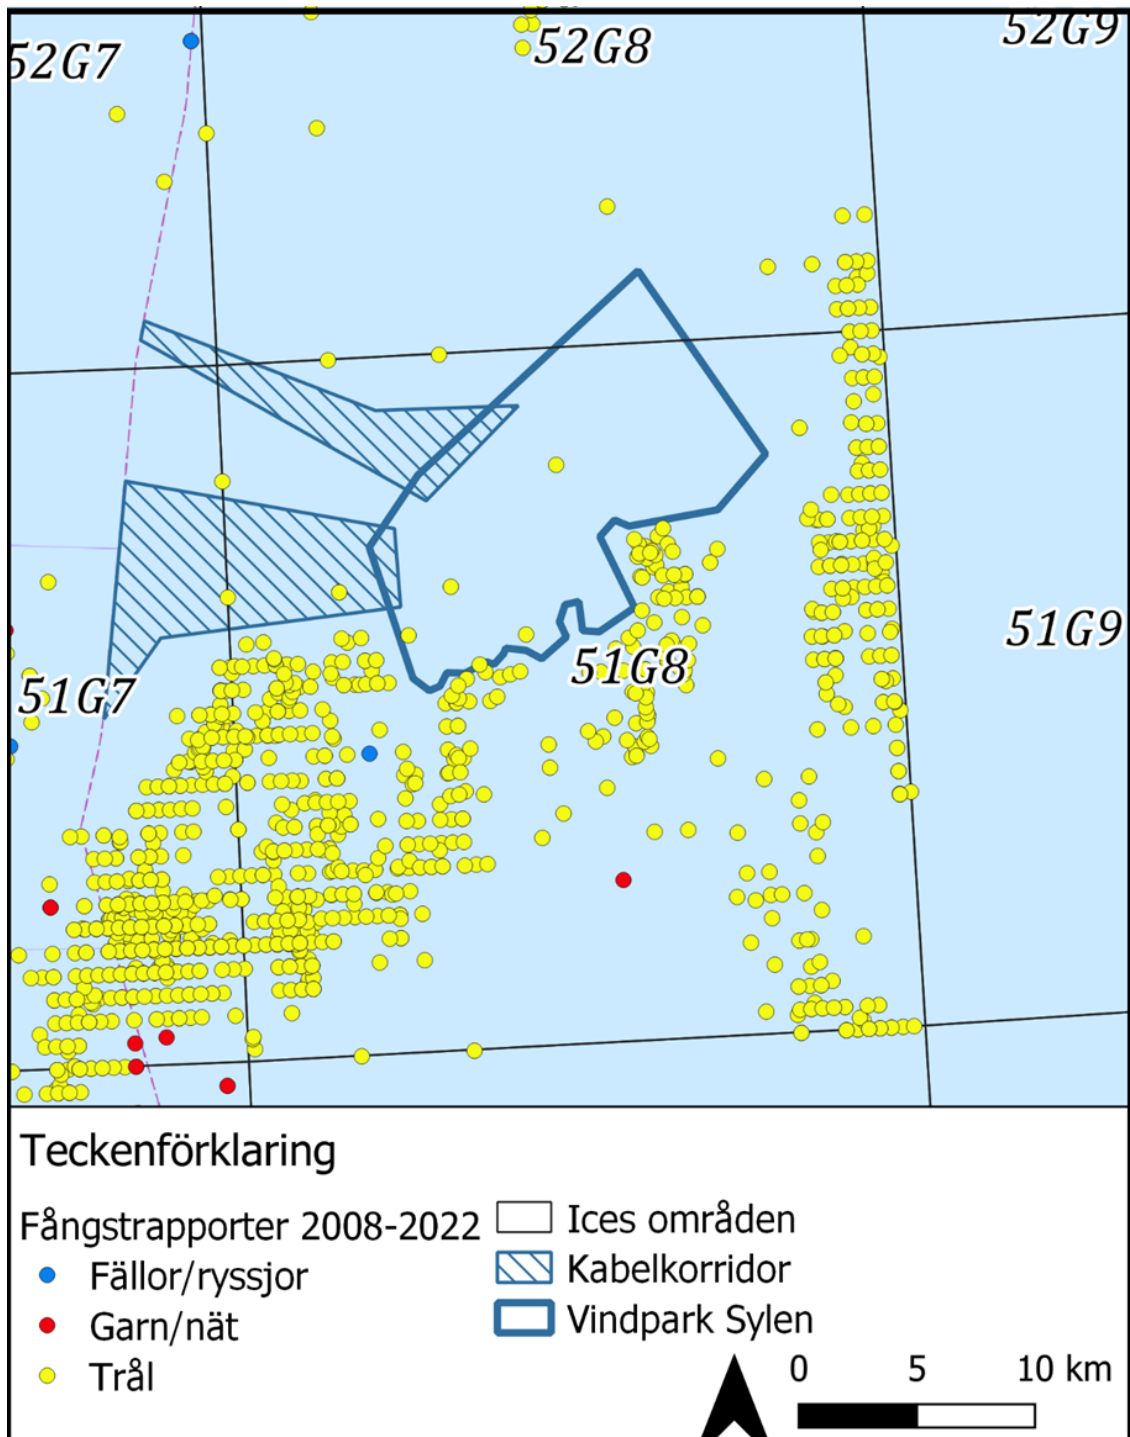 52G7
52G8
52G9
51G9
51G8
51G7
Teckenförklaring
Fångstrapporter 2008-2022
Fällor/ryssjor
Garn/nät
Trål
Ices områden
Kabelkorridor
Vindpark Sylen
0 5 10 km